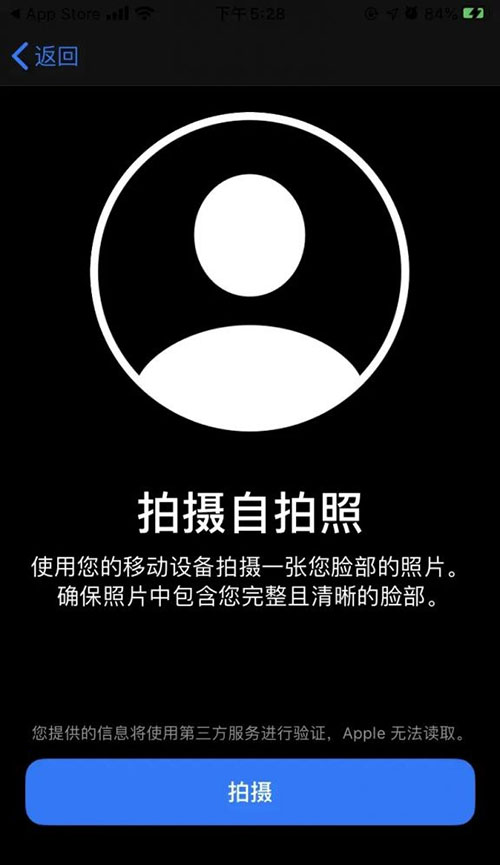 App Store 下午5:28 84%
返回
拍摄自拍照
使用您的移动设备拍摄一张您脸部的照片。
确保照片中包含您完整且清晰的脸部。
您提供的信息将使用第三方服务进行验证，Apple 无法读取。
拍摄